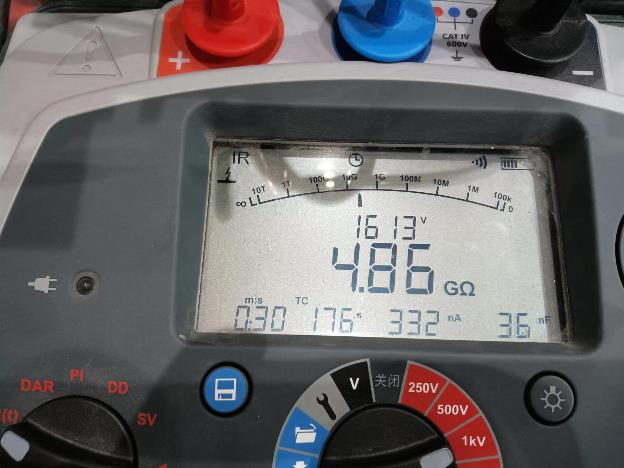 +
CAT IV
600V
−
IR
∞ 10T 1T 100G 10G 1G 100M 10M 1M 100k 0
1613 V
4.86 GΩ
m/s TC
0:30 176 s 332 nA 36 nF
DAR PI DD SV
(t)
V 关闭 250V
500V
1kV